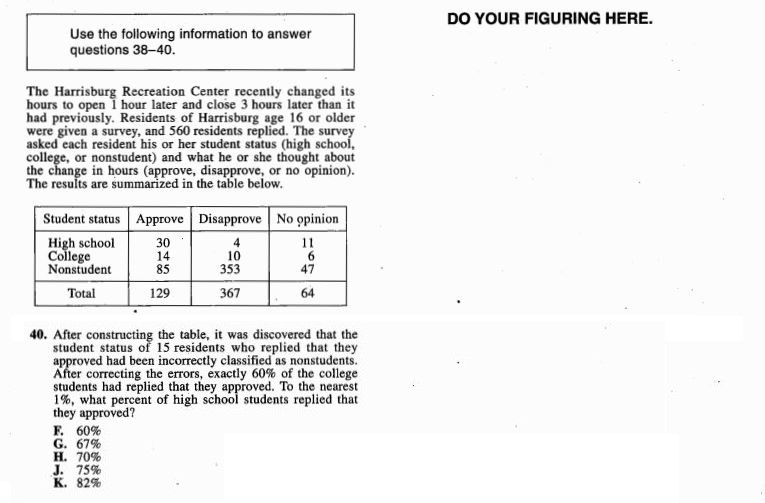 Use the following information to answer
questions 38–40.
DO YOUR FIGURING HERE.
The Harrisburg Recreation Center recently changed its
hours to open 1 hour later and close 3 hours later than it
had previously. Residents of Harrisburg age 16 or older
were given a survey, and 560 residents replied. The survey
asked each resident his or her student status (high school,
college, or nonstudent) and what he or she thought about
the change in hours (approve, disapprove, or no opinion).
The results are summarized in the table below.
Student status Approve Disapprove No opinion
High school 30 4 11
College 14 10 6
Nonstudent 85 353 47
Total 129 367 64
40. After constructing the table, it was discovered that the
student status of 15 residents who replied that they
approved had been incorrectly classified as nonstudents.
After correcting the errors, exactly 60% of the college
students had replied that they approved. To the nearest
1%, what percent of high school students replied that
they approved?
F. 60%
G. 67%
H. 70%
J. 75%
K. 82%